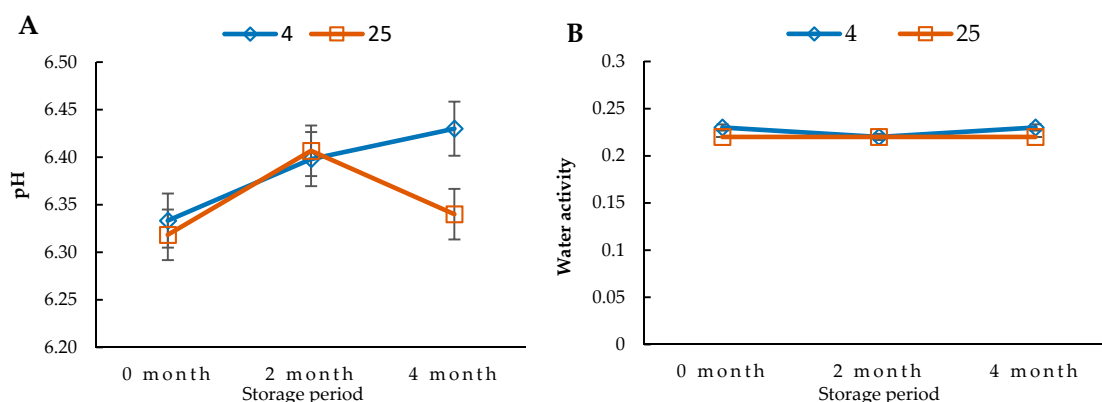 A
4 25
6.50
6.45
6.40
6.35
6.30
6.25
6.20
pH
0 month 2 month 4 month
Storage period
B
4 25
0.3
0.25
0.2
0.15
0.1
0.05
0
Water activity
0 month 2 month 4 month
Storage period